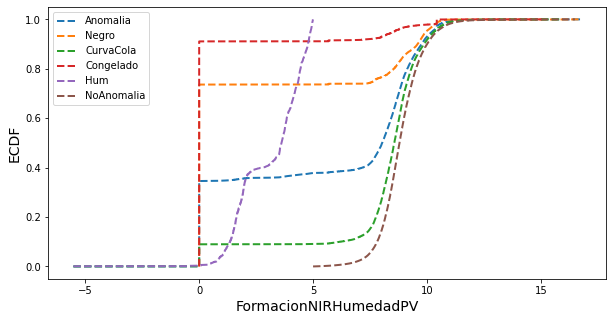 Anomalia
Negro
CurvaCola
Congelado
Hum
NoAnomalia
ECDF
1.0
0.8
0.6
0.4
0.2
0.0
−5
0
5
10
15
FormacionNIRHumedadPV